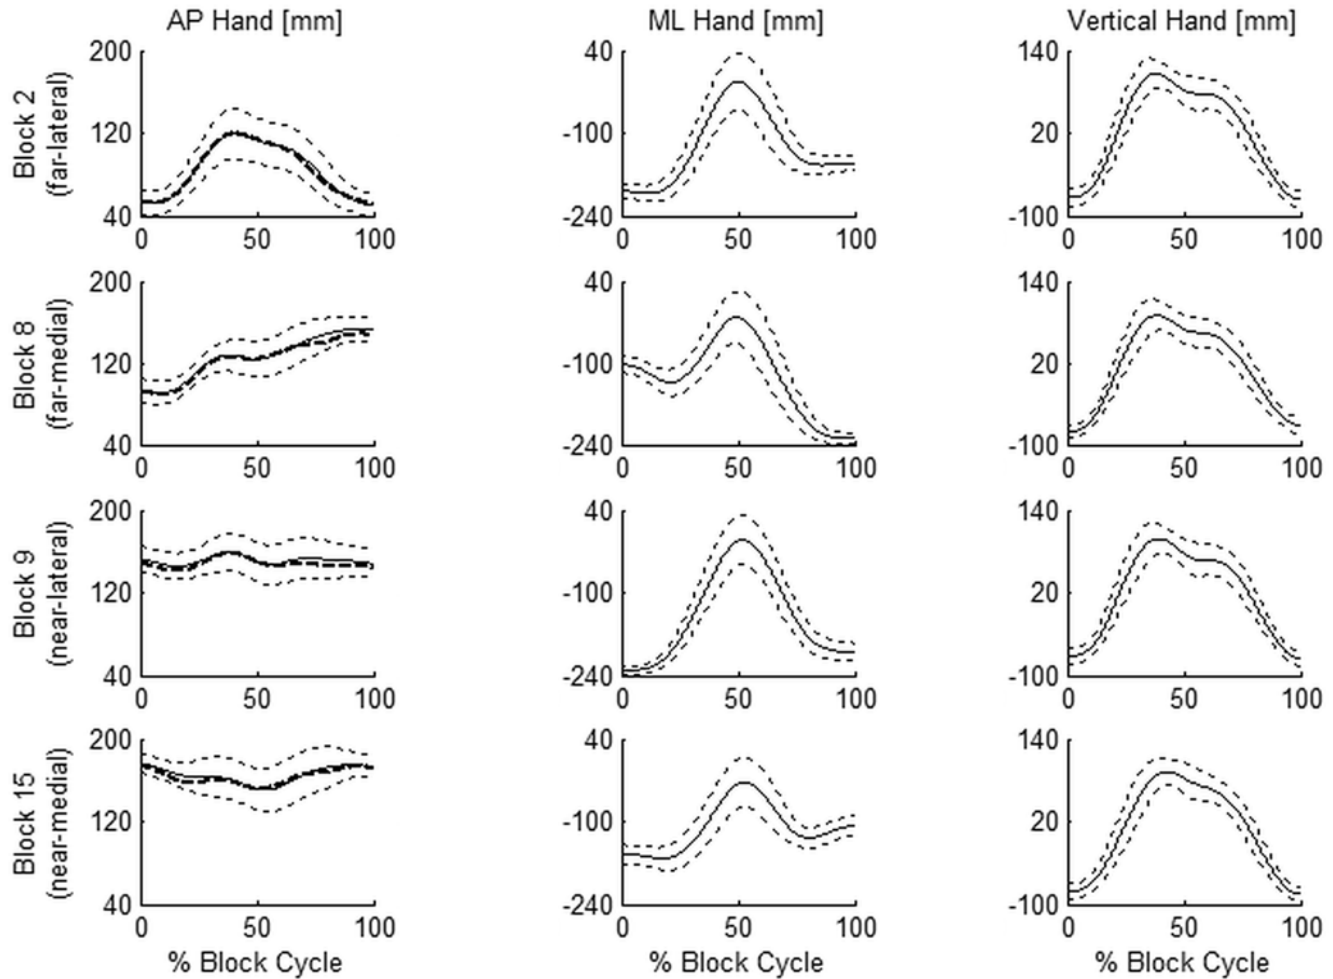 AP Hand [mm] ML Hand [mm] Vertical Hand [mm]
Block 2
(far-lateral)
200 40 140
120 -100 20
40 -240 -100
0 50 100 0 50 100 0 50 100
Block 8
(far-medial)
200 40 140
120 -100 20
40 -240 -100
0 50 100 0 50 100 0 50 100
Block 9
(near-lateral)
200 40 140
120 -100 20
40 -240 -100
0 50 100 0 50 100 0 50 100
Block 15
(near-medial)
200 40 140
120 -100 20
40 -240 -100
0 50 100 0 50 100 0 50 100
% Block Cycle % Block Cycle % Block Cycle